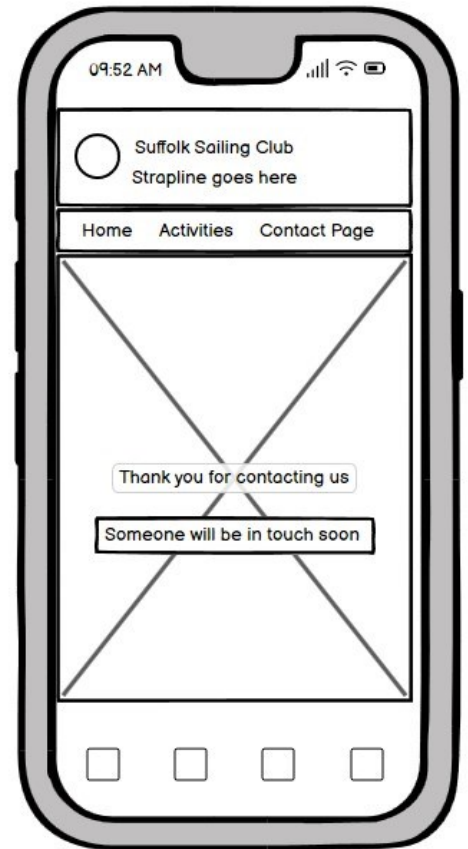 09:52 AM
Suffolk Sailing Club
Strapline goes here
Home Activities Contact Page
Thank you for contacting us
Someone will be in touch soon